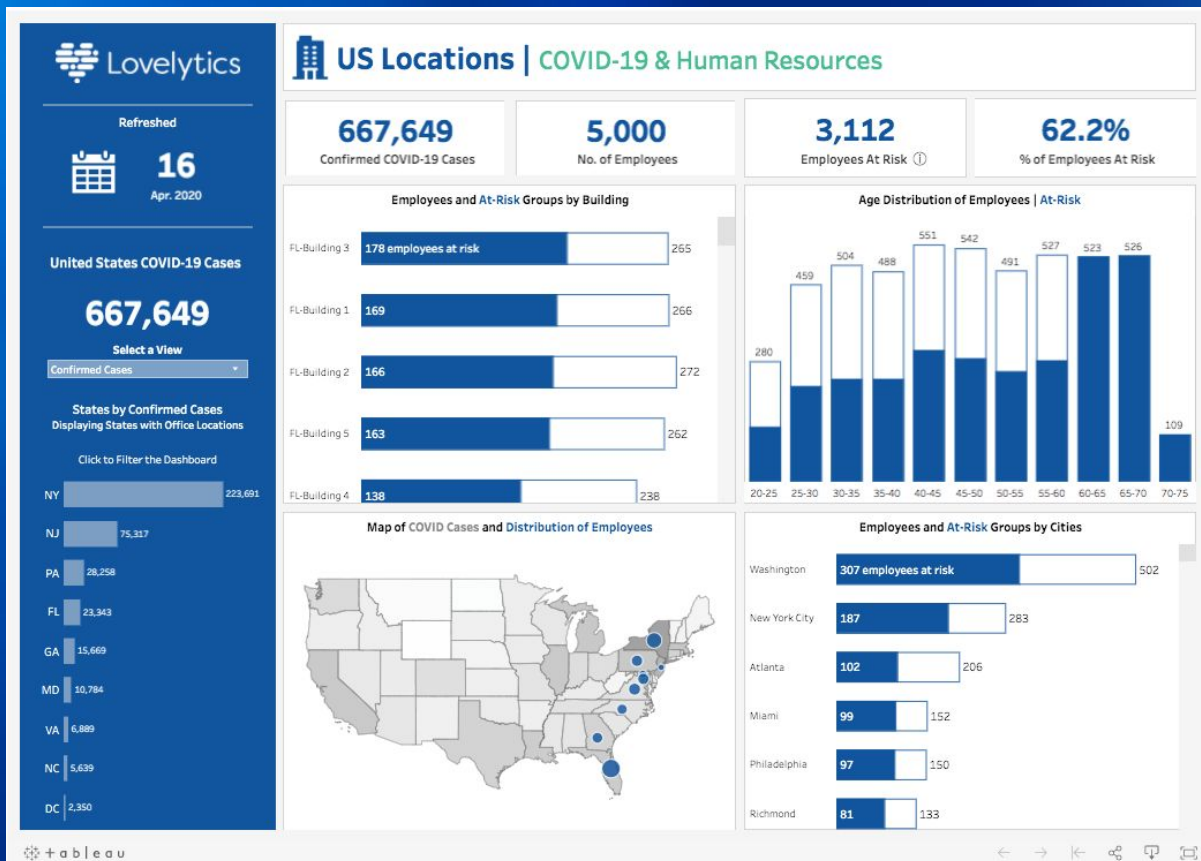 Lovelytics
Refreshed
16
Apr. 2020
United States COVID-19 Cases
667,649
Select a View
Confirmed Cases
States by Confirmed Cases
Displaying States with Office Locations
Click to Filter the Dashboard
NY 223,691
NJ 75,317
PA 28,258
FL 23,343
GA 15,669
MD 10,784
VA 6,889
NC 5,639
DC 2,350
US Locations | COVID-19 & Human Resources
667,649
Confirmed COVID-19 Cases
5,000
No. of Employees
3,112
Employees At Risk ⓘ
62.2%
% of Employees At Risk
Employees and At-Risk Groups by Building
FL-Building 3 178 employees at risk 265
FL-Building 1 169 266
FL-Building 2 166 272
FL-Building 5 163 262
FL-Building 4 138 238
Age Distribution of Employees | At-Risk
280 459 504 488 551 542 491 527 523 526 109
20-25 25-30 30-35 35-40 40-45 45-50 50-55 55-60 60-65 65-70 70-75
Map of COVID Cases and Distribution of Employees
Employees and At-Risk Groups by Cities
Washington 307 employees at risk 502
New York City 187 283
Atlanta 102 206
Miami 99 152
Philadelphia 97 150
Richmond 81 133
+ableau